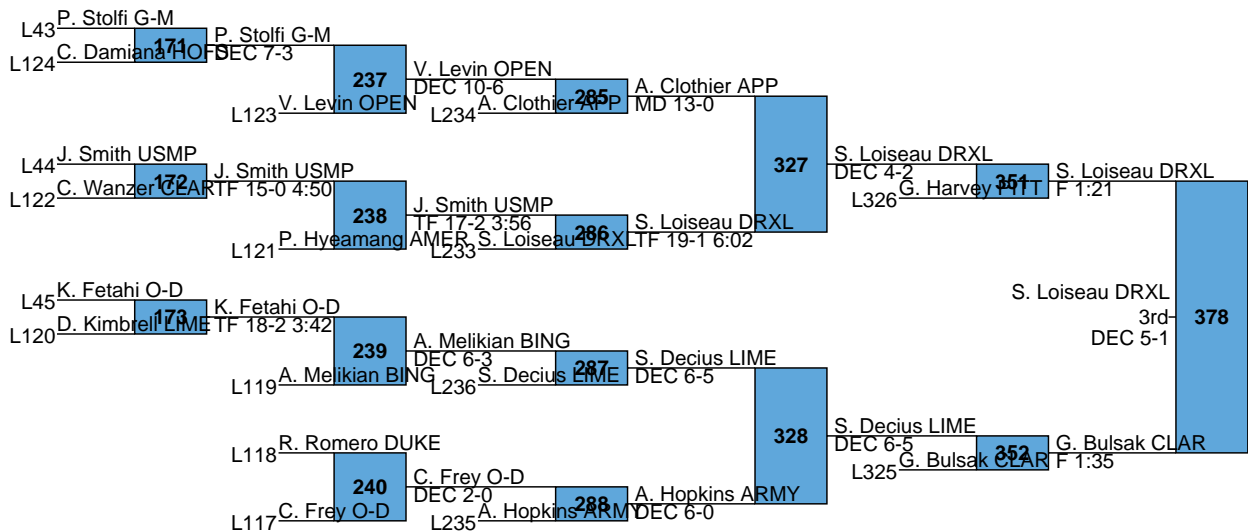 L43 P. Stolfi G-M
L124 C. Damiana HOFS
171
P. Stolfi G-M
DEC 7-3
L123 V. Levin OPEN
237
V. Levin OPEN
DEC 10-6
L234 A. Clothier APP
285
A. Clothier APP
MD 13-0
L44 J. Smith USMP
L122 C. Wanzer CLAR
172
J. Smith USMP
TF 15-0 4:50
L121 P. Hyeamang AMER
238
J. Smith USMP
TF 17-2 3:56
L233 S. Loiseau DRXL
286
S. Loiseau DRXL
TF 19-1 6:02
327
S. Loiseau DRXL
DEC 4-2
L326 G. Harvey PITT
351
S. Loiseau DRXL
F 1:21
L45 K. Fetahi O-D
L120 D. Kimbrell LIME
173
K. Fetahi O-D
TF 18-2 3:42
L119 A. Melikian BING
239
A. Melikian BING
DEC 6-3
L236 S. Decius LIME
287
S. Decius LIME
DEC 6-5
L118 R. Romero DUKE
L117 C. Frey O-D
240
C. Frey O-D
DEC 2-0
L235 A. Hopkins ARMY
288
A. Hopkins ARMY
DEC 6-0
328
S. Decius LIME
DEC 6-5
L325 G. Bulsak CLAR
352
G. Bulsak CLAR
F 1:35
378
S. Loiseau DRXL
3rd
DEC 5-1